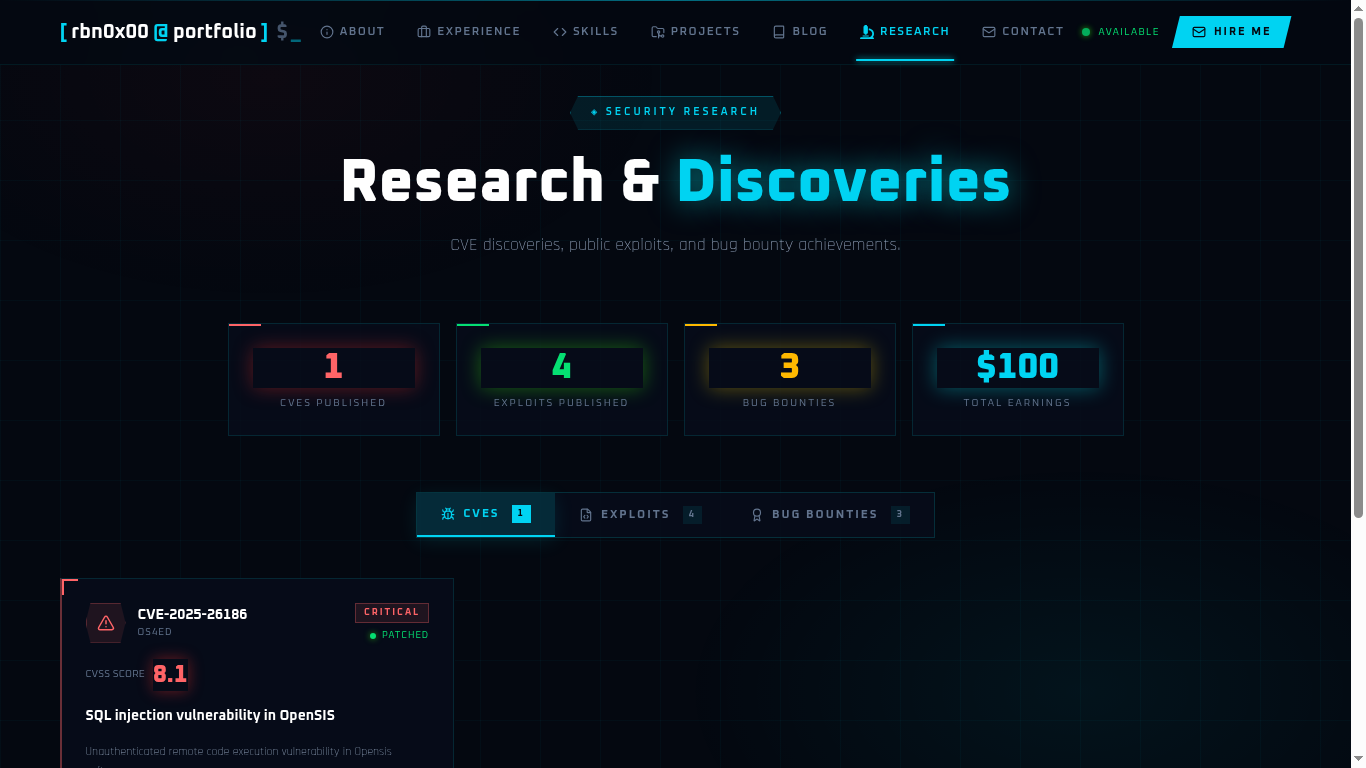 [ rbn0x00 @ portfolio ] $_
ABOUT
EXPERIENCE
SKILLS
PROJECTS
BLOG
RESEARCH
CONTACT
AVAILABLE
HIRE ME
SECURITY RESEARCH
Research & Discoveries
CVE discoveries, public exploits, and bug bounty achievements.
1
CVES PUBLISHED
4
EXPLOITS PUBLISHED
3
BUG BOUNTIES
$100
TOTAL EARNINGS
CVES 1
EXPLOITS 4
BUG BOUNTIES 3
CVE-2025-26186
OS4ED
CRITICAL
PATCHED
CVSS SCORE 8.1
SQL injection vulnerability in OpenSIS
Unauthenticated remote code execution vulnerability in Opensis